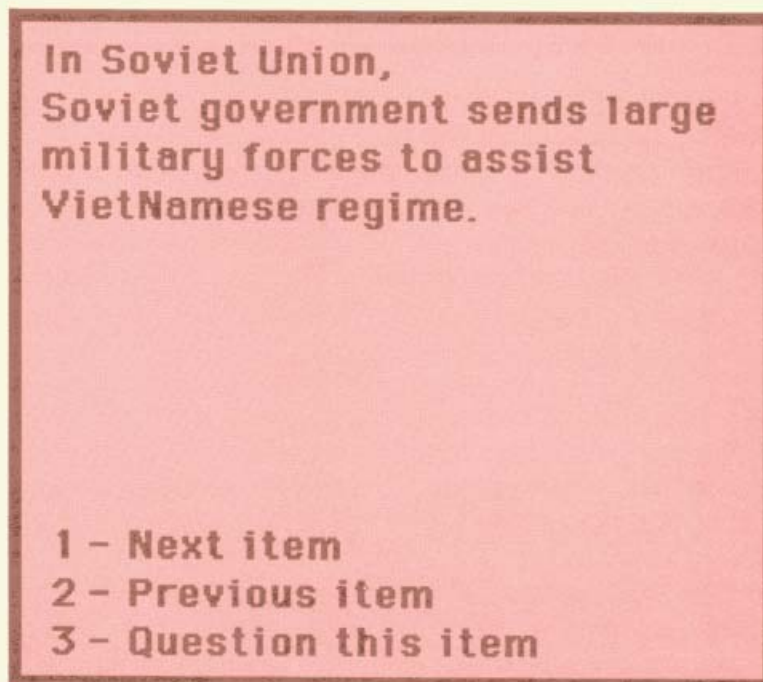 In Soviet Union,
Soviet government sends large
military forces to assist
VietNamese regime.
1 - Next item
2 - Previous item
3 - Question this item